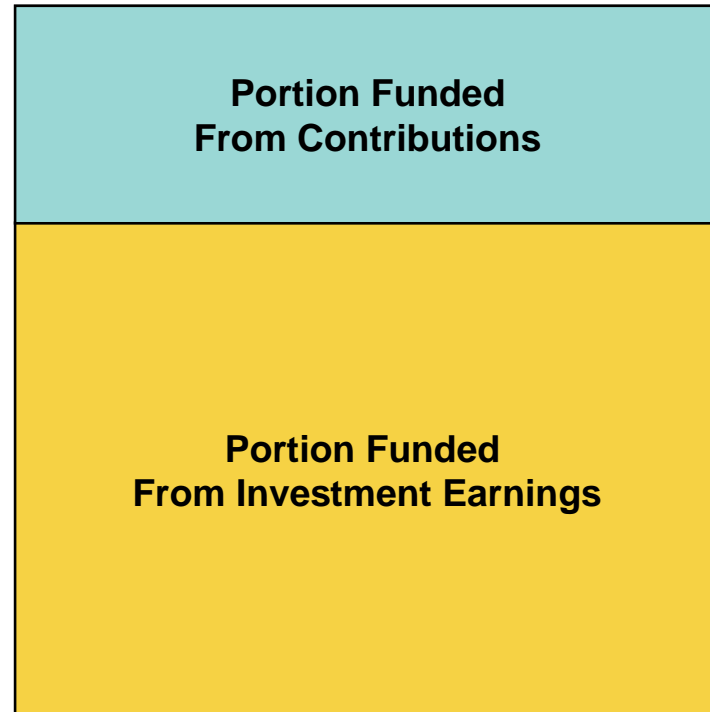 Portion Funded
From Contributions
Portion Funded
From Investment Earnings